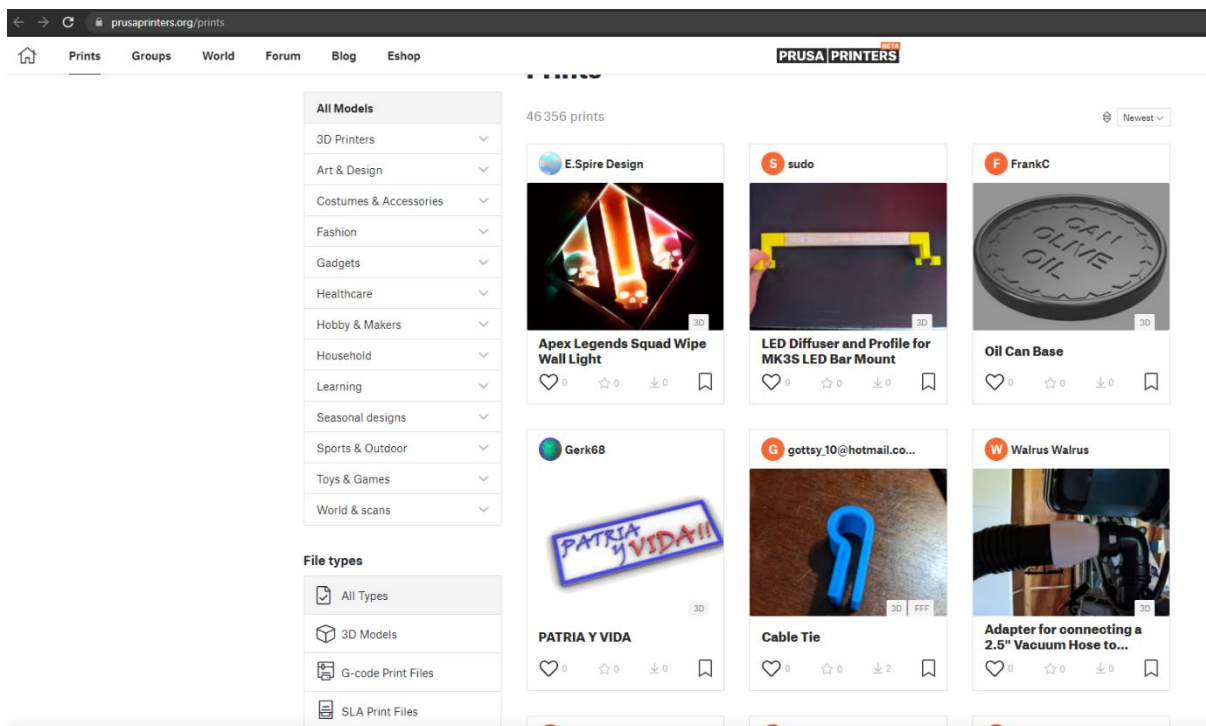 prusaprinters.org/prints
Prints Groups World Forum Blog Eshop
PRUSA PRINTERS
BETA
Prints
All Models
3D Printers
Art & Design
Costumes & Accessories
Fashion
Gadgets
Healthcare
Hobby & Makers
Household
Learning
Seasonal designs
Sports & Outdoor
Toys & Games
World & scans
File types
All Types
3D Models
G-code Print Files
SLA Print Files
46356 prints
Newest
E.Spire Design
3D
Apex Legends Squad Wipe
Wall Light
0 0 0
S sudo
3D
LED Diffuser and Profile for
MK3S LED Bar Mount
0 0 0
F FrankC
CAN
OLIVE
OIL
3D
Oil Can Base
0 0 0
Gerk68
PATRIA
Y VIDA!!
3D
PATRIA Y VIDA
0 0 0
G gottsy_10@hotmail.co...
3D FFF
Cable Tie
0 0 2
W Walrus Walrus
3D
Adapter for connecting a
2.5" Vacuum Hose to...
0 0 0